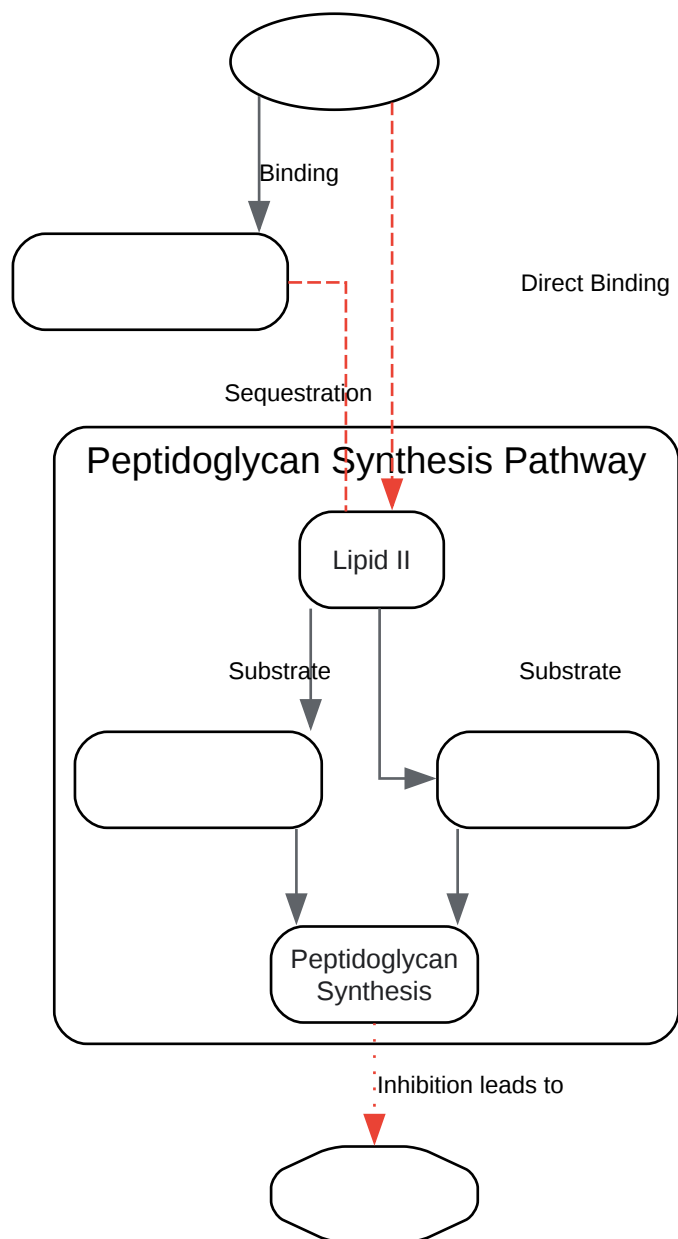 Binding
Direct Binding
Sequestration
Peptidoglycan Synthesis Pathway
Lipid II
Substrate
Substrate
Peptidoglycan
Synthesis
Inhibition leads to